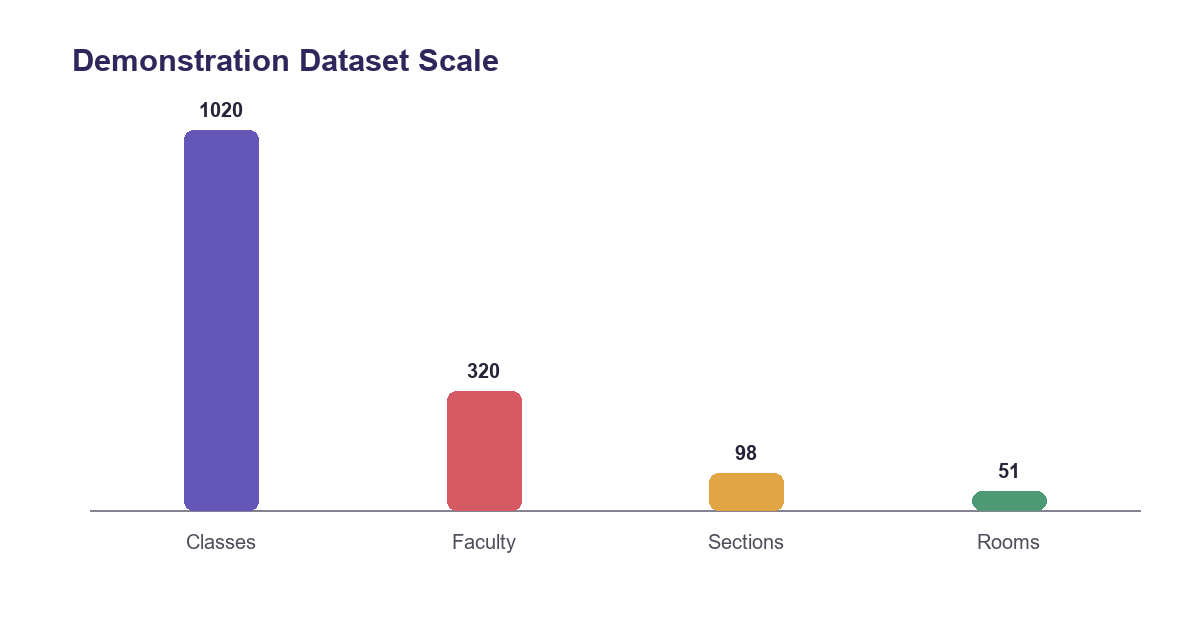 Demonstration Dataset Scale
1020
320
98
51
Classes
Faculty
Sections
Rooms